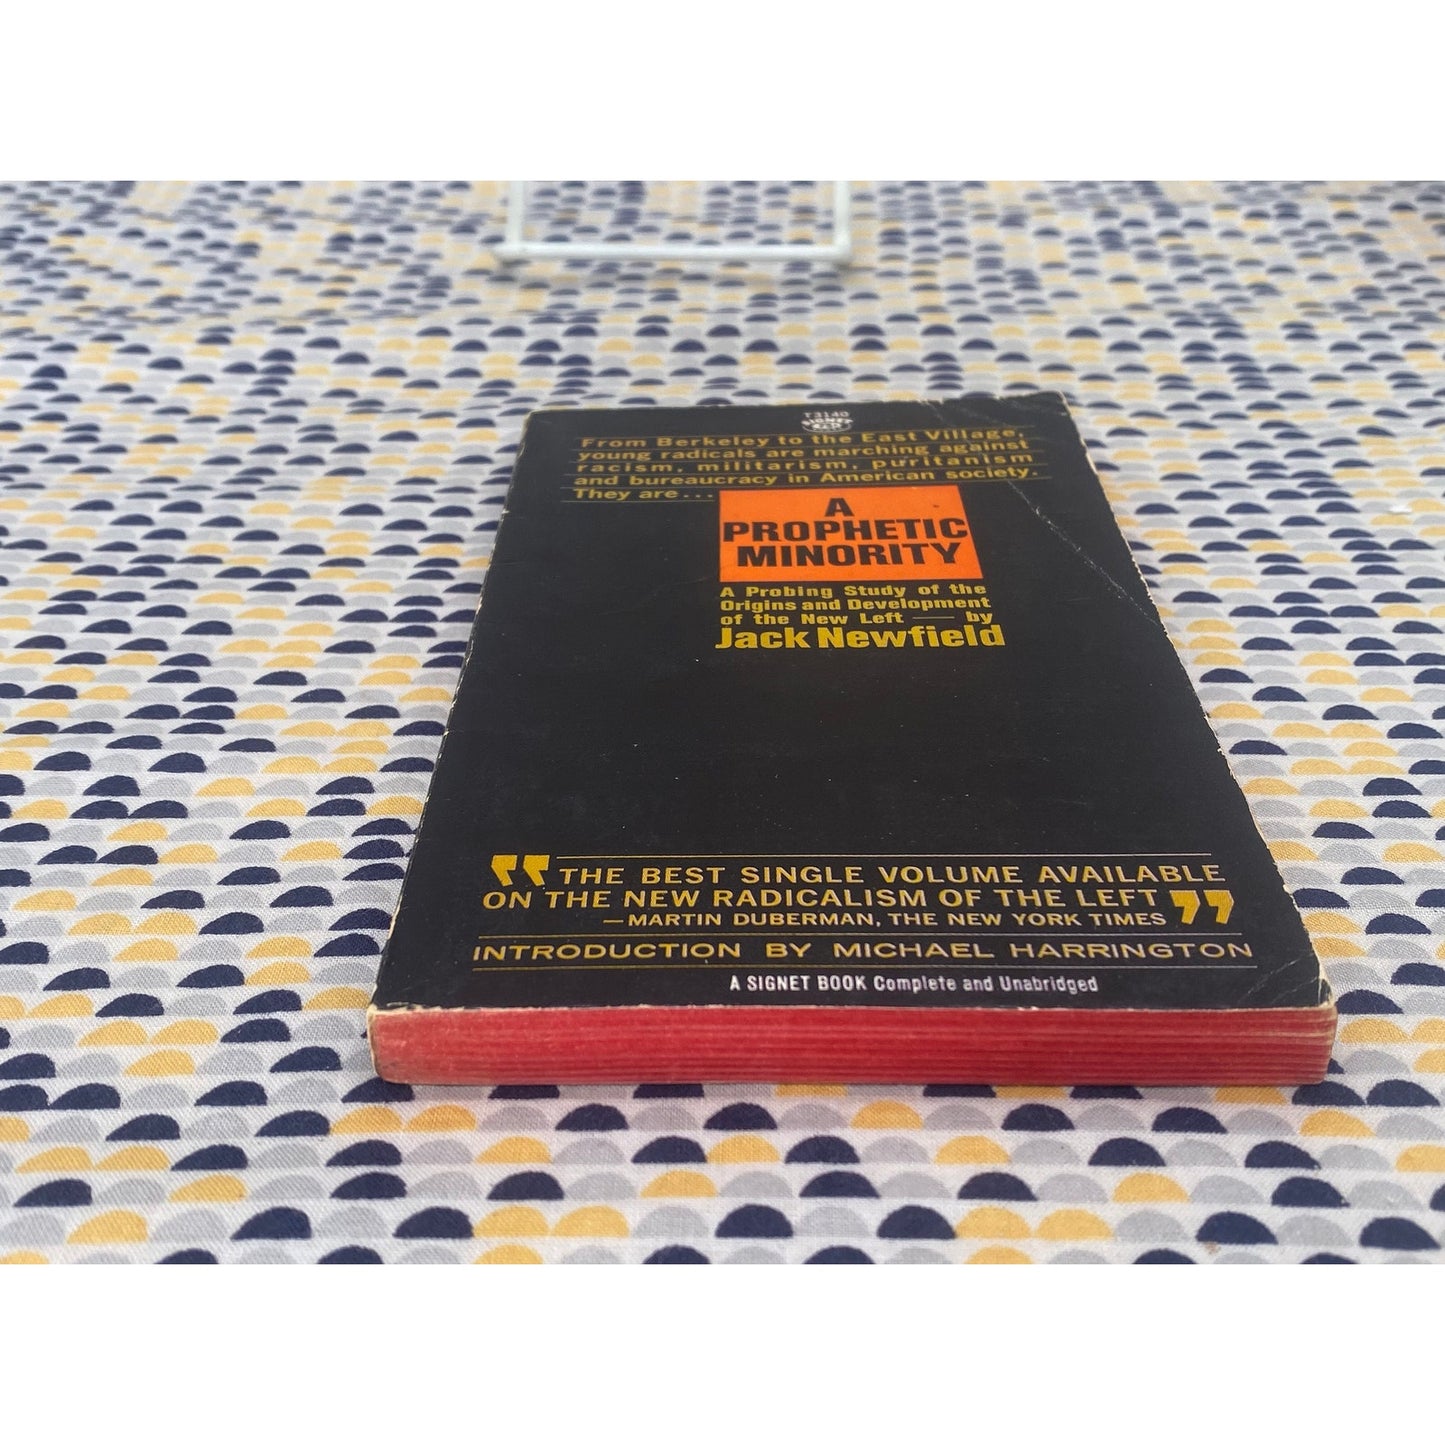 T3140
SIGNET
From Berkeley to the East Village,
young radicals are marching against
racism, militarism, puritanism
and bureaucracy in American society.
They are...
A
PROPHETIC
MINORITY
A Probing Study of the
Origins and Development
of the New Left — by
Jack Newfield
“THE BEST SINGLE VOLUME AVAILABLE
ON THE NEW RADICALISM OF THE LEFT”
—MARTIN DUBERMAN, THE NEW YORK TIMES
INTRODUCTION BY MICHAEL HARRINGTON
A SIGNET BOOK Complete and Unabridged